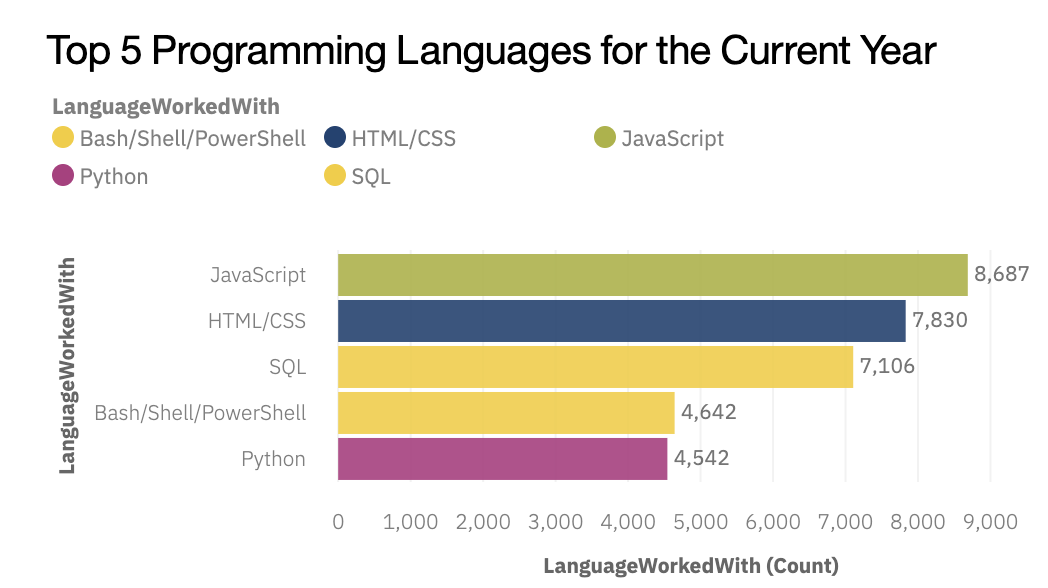 Top 5 Programming Languages for the Current Year
LanguageWorkedWith
Bash/Shell/PowerShell HTML/CSS JavaScript
Python SQL
LanguageWorkedWith
JavaScript 8,687
HTML/CSS 7,830
SQL 7,106
Bash/Shell/PowerShell 4,642
Python 4,542
0 1,000 2,000 3,000 4,000 5,000 6,000 7,000 8,000 9,000
LanguageWorkedWith (Count)